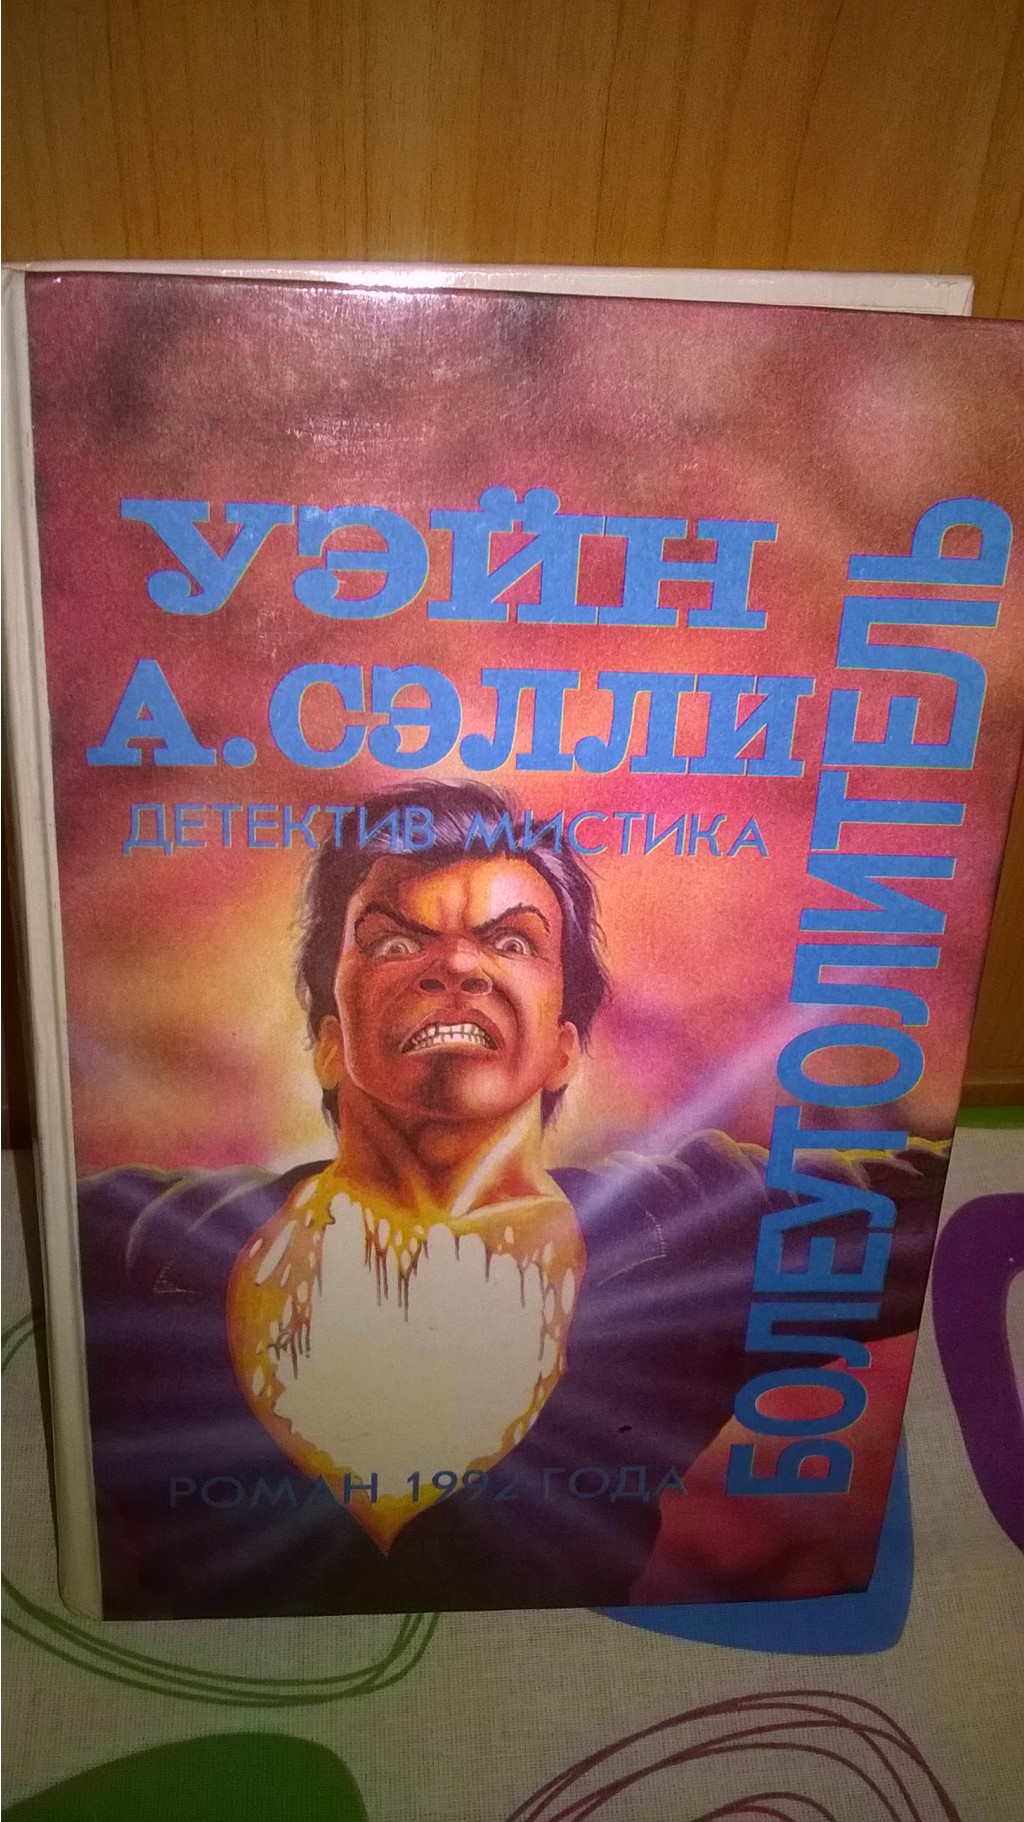 УЭЙН
А. СЭЛЛИ
ДЕТЕКТИВ МИСТИКА
БОЛЕУТОЛИТЕЛЬ
РОМАН 1992 ГОДА